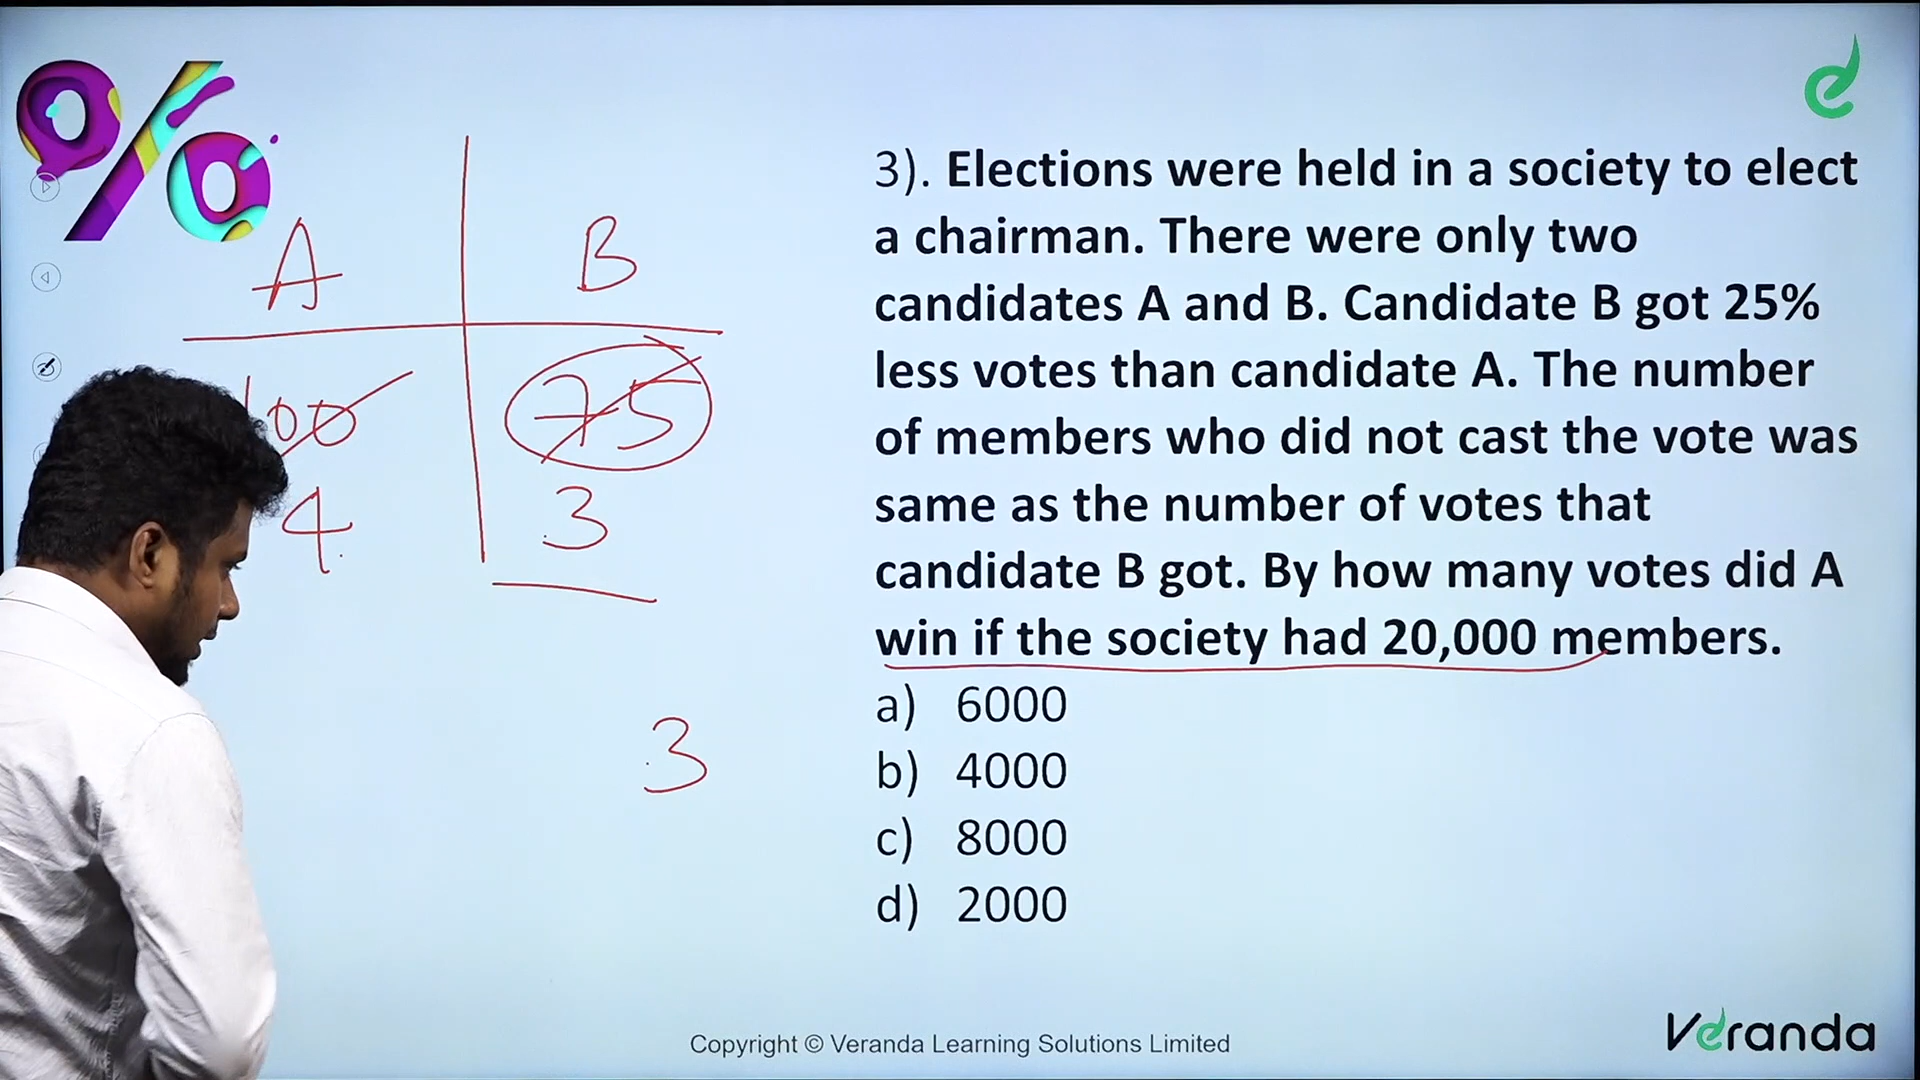 %
A B
100 75
4 3
3
3). Elections were held in a society to elect
a chairman. There were only two
candidates A and B. Candidate B got 25%
less votes than candidate A. The number
of members who did not cast the vote was
same as the number of votes that
candidate B got. By how many votes did A
win if the society had 20,000 members.
a) 6000
b) 4000
c) 8000
d) 2000
Copyright © Veranda Learning Solutions Limited
Veranda